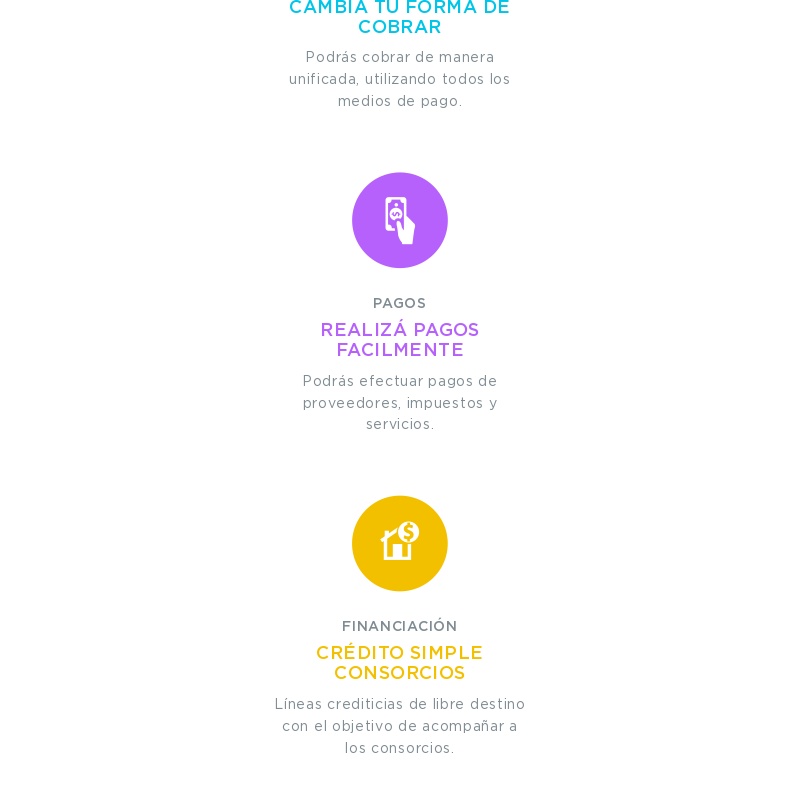 CAMBIA TU FORMA DE
COBRAR
Podrás cobrar de manera
unificada, utilizando todos los
medios de pago.
PAGOS
REALIZÁ PAGOS
FACILMENTE
Podrás efectuar pagos de
proveedores, impuestos y
servicios.
FINANCIACIÓN
CRÉDITO SIMPLE
CONSORCIOS
Líneas crediticias de libre destino
con el objetivo de acompañar a
los consorcios.